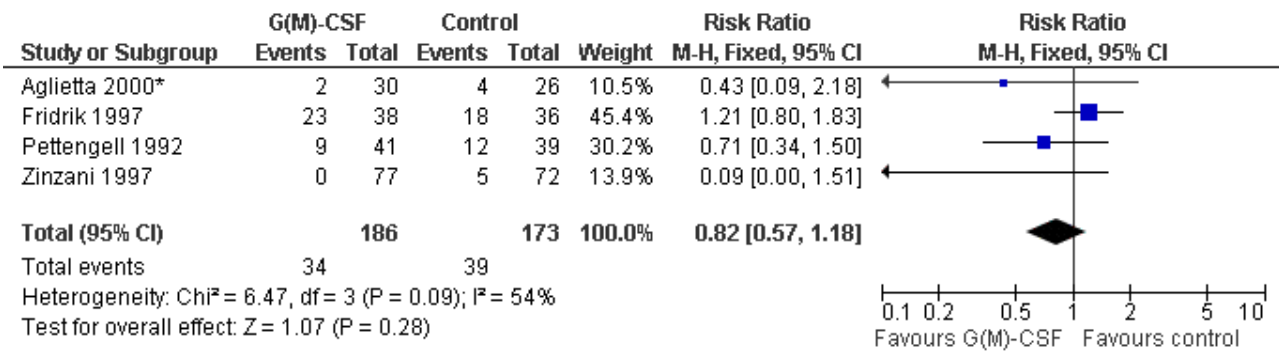 G(M)-CSF Control Risk Ratio Risk Ratio
Study or Subgroup Events Total Events Total Weight M-H, Fixed, 95% CI M-H, Fixed, 95% CI
Aglietta 2000* 2 30 4 26 10.5% 0.43 [0.09, 2.18]
Fridrik 1997 23 38 18 36 45.4% 1.21 [0.80, 1.83]
Pettengell 1992 9 41 12 39 30.2% 0.71 [0.34, 1.50]
Zinzani 1997 0 77 5 72 13.9% 0.09 [0.00, 1.51]
Total (95% CI) 186 173 100.0% 0.82 [0.57, 1.18]
Total events 34 39
Heterogeneity: Chi² = 6.47, df = 3 (P = 0.09); I² = 54%
Test for overall effect: Z = 1.07 (P = 0.28)
0.1 0.2 0.5 1 2 5 10
Favours G(M)-CSF Favours control